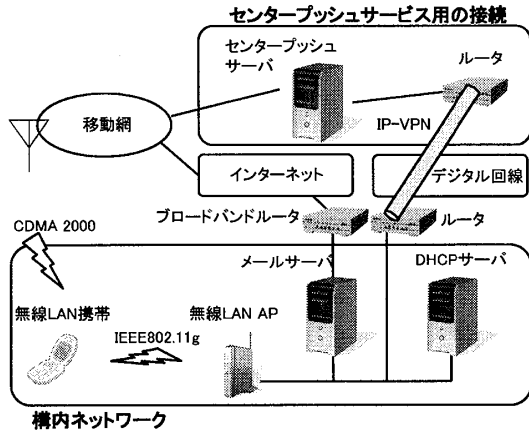 センタープッシュサービス用の接続
センタープッシュ
サーバ
ルータ
移動網
IP-VPN
インターネット
デジタル回線
ブロードバンドルータ
ルータ
CDMA 2000
メールサーバ
DHCPサーバ
無線LAN携帯
無線LAN AP
IEEE802.11g
構内ネットワーク